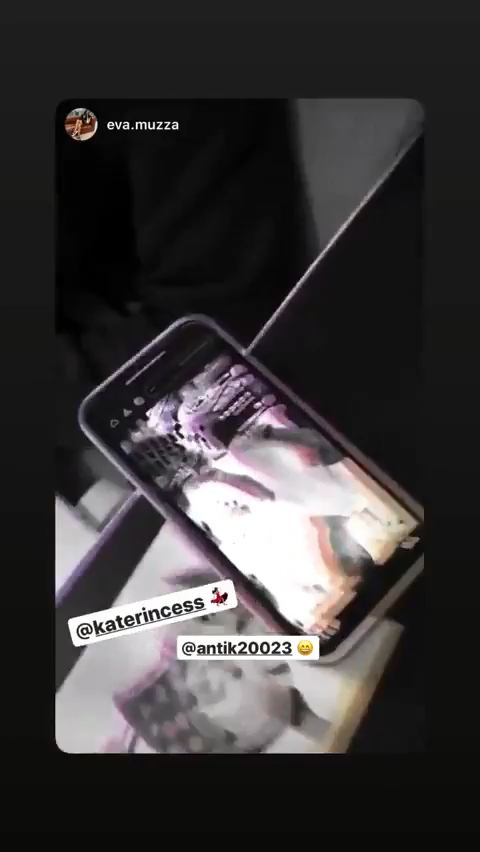 eva.muzza
@katerincess 💃
@antik20023 😄